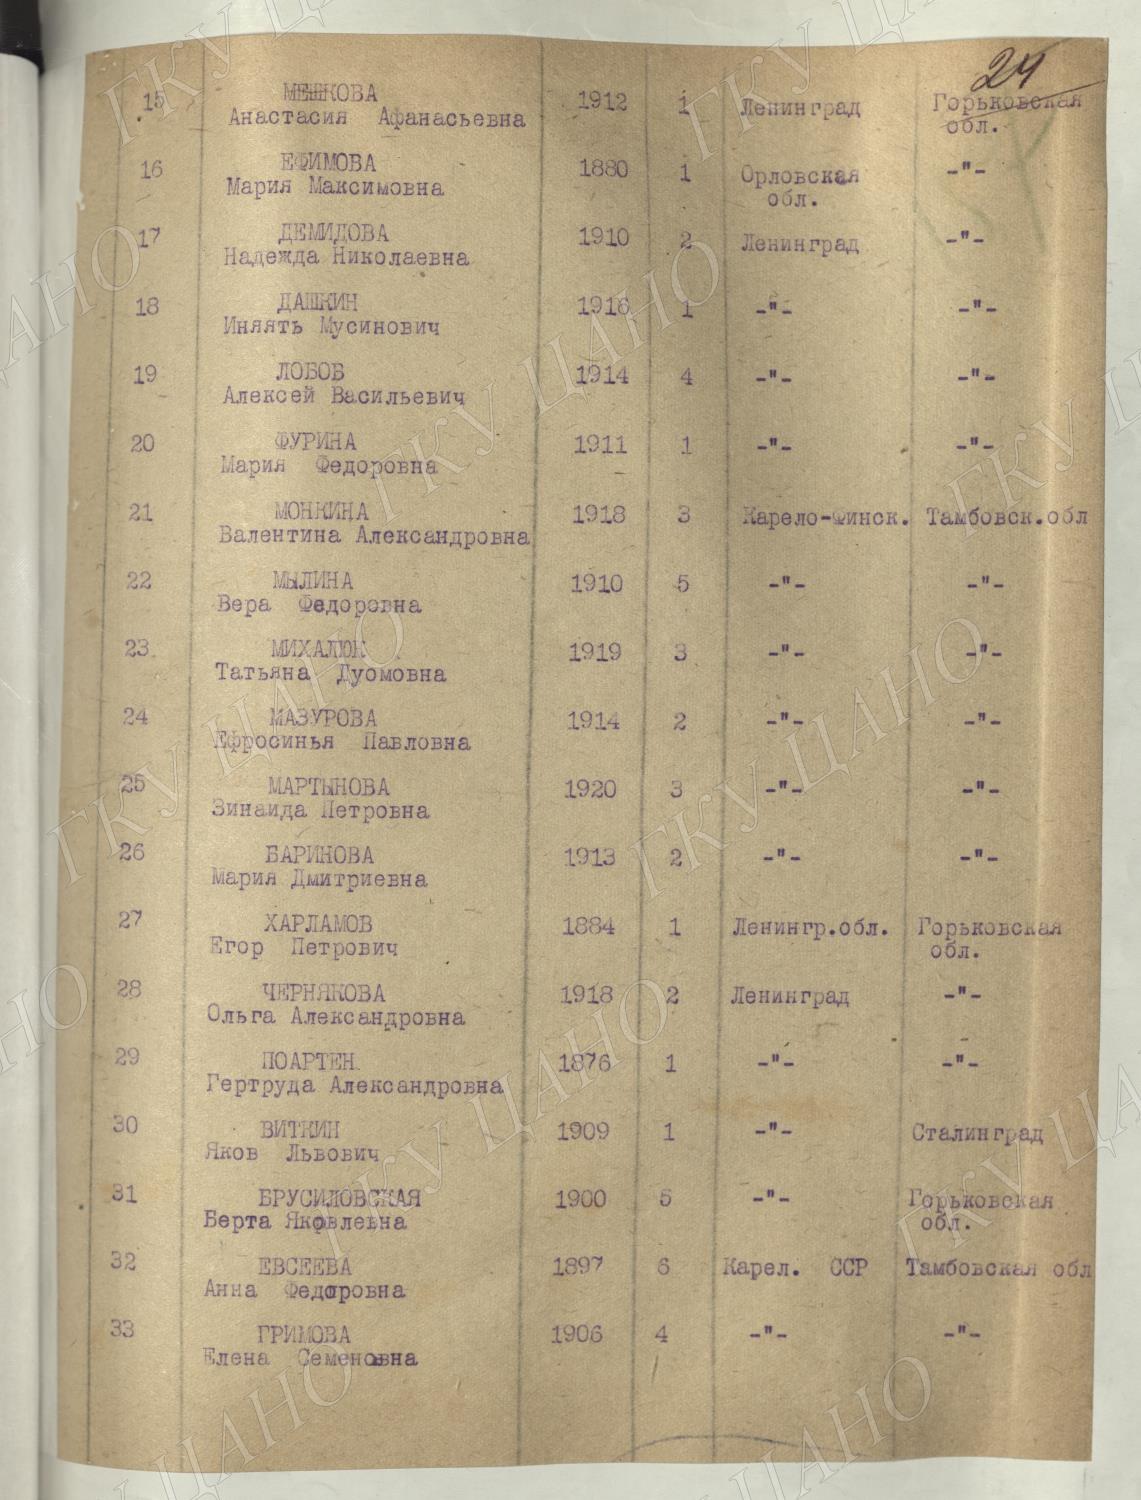 24
15 МЕШКОВА 1912 1 Ленинград Горьковская
Анастасия Афанасьевна обл.
16 ЕФИМОВА 1880 1 Орловская -"-
Мария Максимовна обл.
17 ДЕМИДОВА 1910 2 Ленинград -"-
Надежда Николаевна
18 ДАШКИН 1916 1 -"- -"-
Иняять Мусинович
19 ЛОБОВ 1914 4 -"- -"-
Алексей Васильевич
20 ФУРИНА 1911 1 -"- -"-
Мария Федоровна
21 МОНКИНА 1918 3 Карело-Финск. Тамбовск.обл
Валентина Александровна
22 МЫЛИНА 1910 5 -"- -"-
Вера Федоровна
23 МИХАЛЮК 1919 3 -"- -"-
Татьяна Дуомовна
24 МАЗУРОВА 1914 2 -"- -"-
Ефросинья Павловна
25 МАРТЫНОВА 1920 3 -"- -"-
Зинаида Петровна
26 БАРИНОВА 1913 2 -"- -"-
Мария Дмитриевна
27 ХАРЛАМОВ 1884 1 Ленингр.обл. Горьковская
Егор Петрович обл.
28 ЧЕРНЯКОВА 1918 2 Ленинград -"-
Ольга Александровна
29 ПОАРТЕН 1876 1 -"- -"-
Гертруда Александровна
30 ВИТКИН 1909 1 -"- Сталинград
Яков Львович
31 БРУСИЛОВСКАЯ 1900 5 -"- Горьковская
Берта Яковлевна обл.
32 ЕВСЕЕВА 1897 6 Карел. ССР Тамбовская обл
Анна Федоровна
33 ГРИМОВА 1906 4 -"- -"-
Елена Семеновна
ГКУ ЦАНО